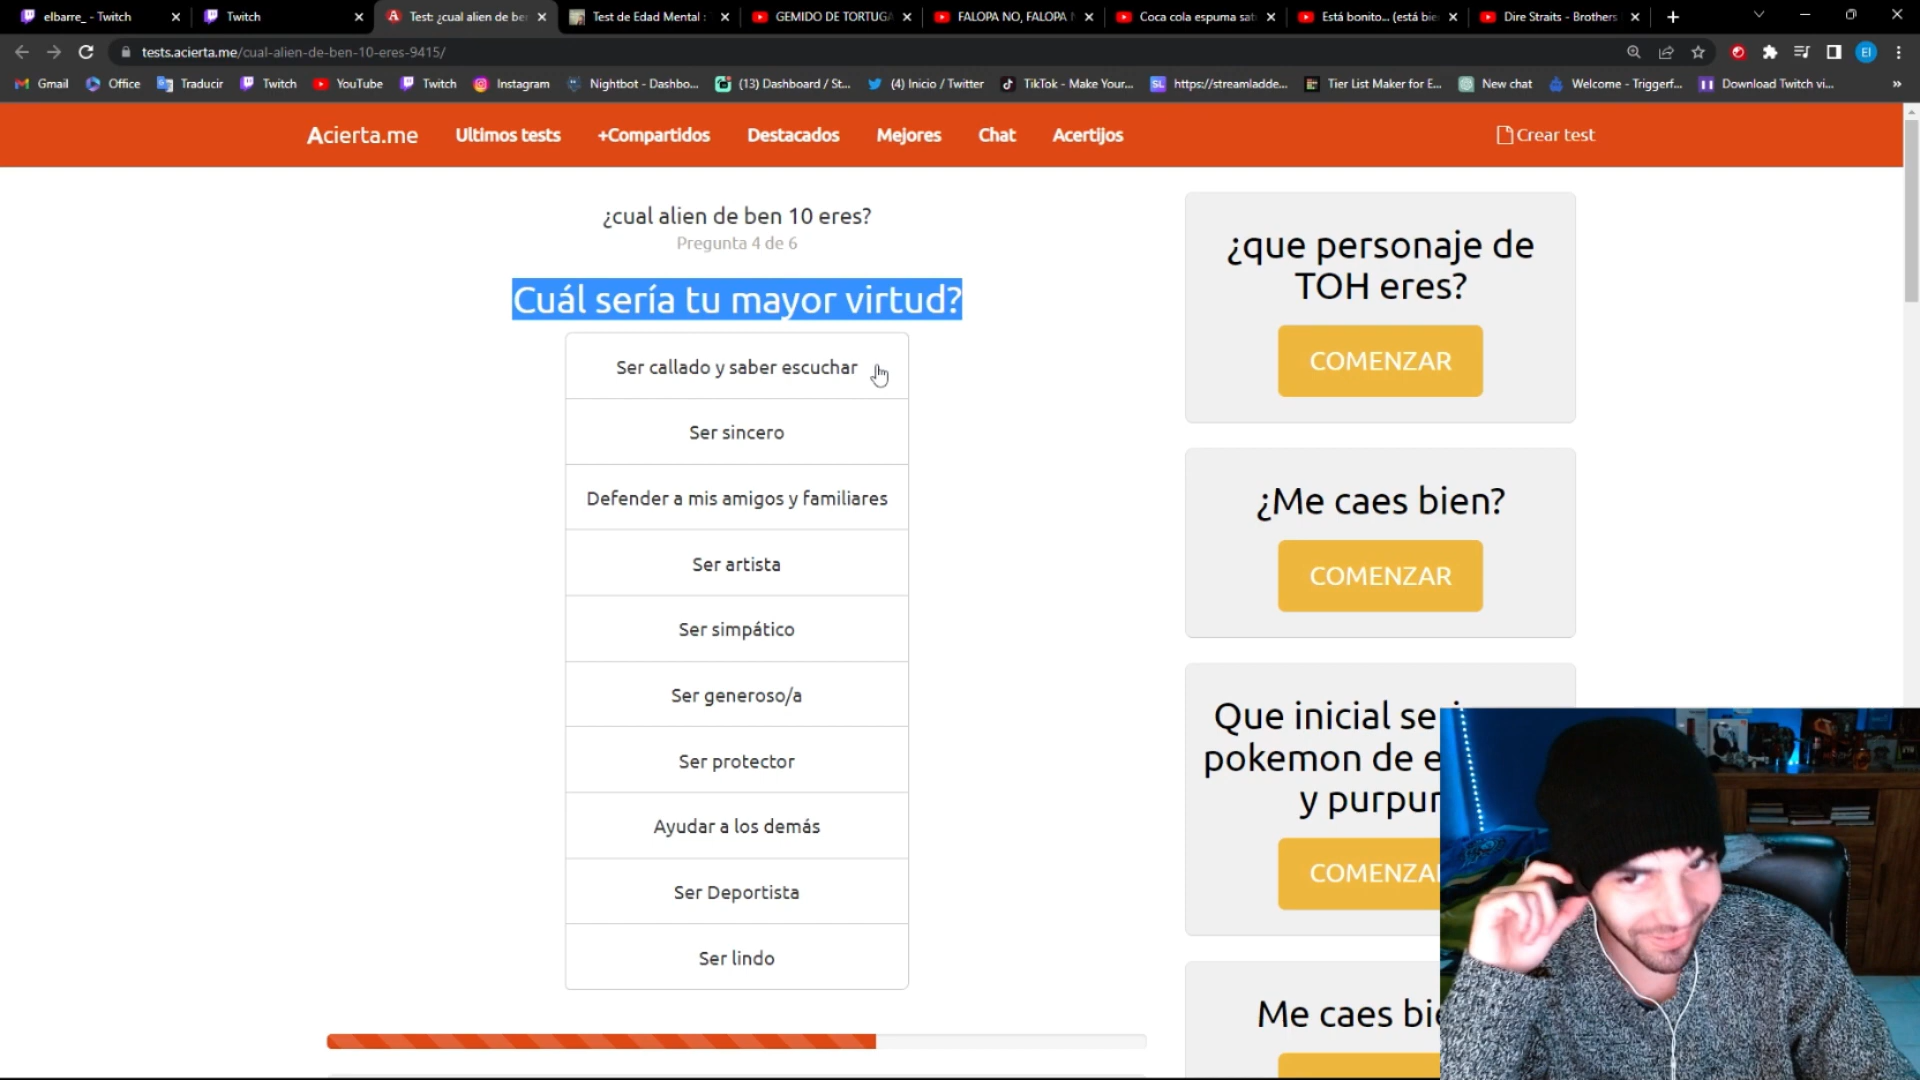 elbarre_ - Twitch
Twitch
Test: ¿cual alien de be
Test de Edad Mental :
GEMIDO DE TORTUGA
FALOPA NO, FALOPA
Coca cola espuma sat
Está bonito... (está bie
Dire Straits - Brothers
tests.acierta.me/cual-alien-de-ben-10-eres-9415/
EI
Gmail
Office
Traducir
Twitch
YouTube
Twitch
Instagram
Nightbot - Dashbo...
(13) Dashboard / St...
(4) Inicio / Twitter
TikTok - Make Your...
SL
https://streamladde...
Tier List Maker for E...
New chat
Welcome - Triggerf...
Download Twitch vi...
Acierta.me
Ultimos tests
+Compartidos
Destacados
Mejores
Chat
Acertijos
Crear test
¿cual alien de ben 10 eres?
Pregunta 4 de 6
Cuál sería tu mayor virtud?
Ser callado y saber escuchar
Ser sincero
Defender a mis amigos y familiares
Ser artista
Ser simpático
Ser generoso/a
Ser protector
Ayudar a los demás
Ser Deportista
Ser lindo
¿que personaje de
TOH eres?
COMENZAR
¿Me caes bien?
COMENZAR
Que inicial se
pokemon de e
y purpur
COMENZA
Me caes bie